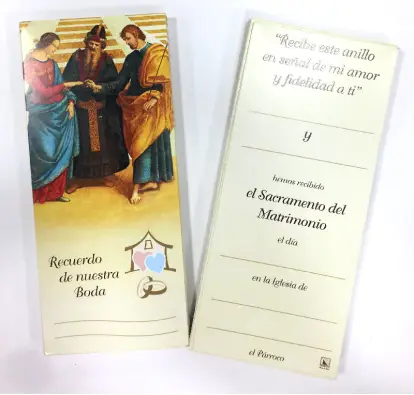 Recuerdo
de nuestra
Boda
"Recibe este anillo
en señal de mi amor
y fidelidad a ti"
y
hemos recibido
el Sacramento del
Matrimonio
el día
en la Iglesia de
el Párroco